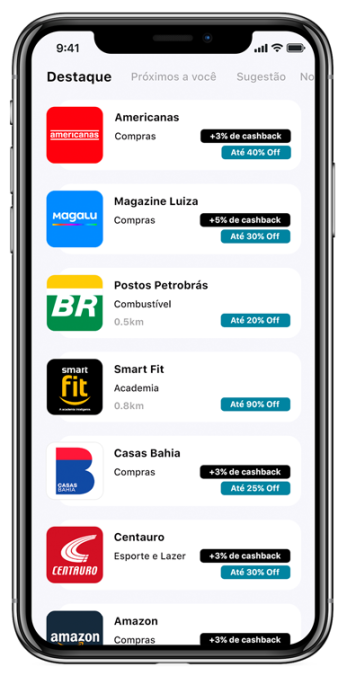 9:41
Destaque Próximos a você Sugestão No
americanas
Americanas
Compras
+3% de cashback
Até 40% Off
MagaLu
Magazine Luiza
Compras
+5% de cashback
Até 30% Off
BR
Postos Petrobrás
Combustível
0.5km
Até 20% Off
smart
fit
A academia inteligente
Smart Fit
Academia
0.8km
Até 90% Off
CASAS
BAHIA
Casas Bahia
Compras
+3% de cashback
Até 25% Off
CENTAURO
Centauro
Esporte e Lazer
+3% de cashback
Até 30% Off
amazon
Amazon
Compras
+3% de cashback